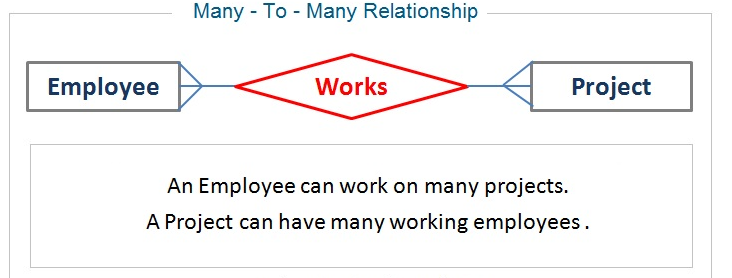 Many - To - Many Relationship
Employee Works Project
An Employee can work on many projects.
A Project can have many working employees .